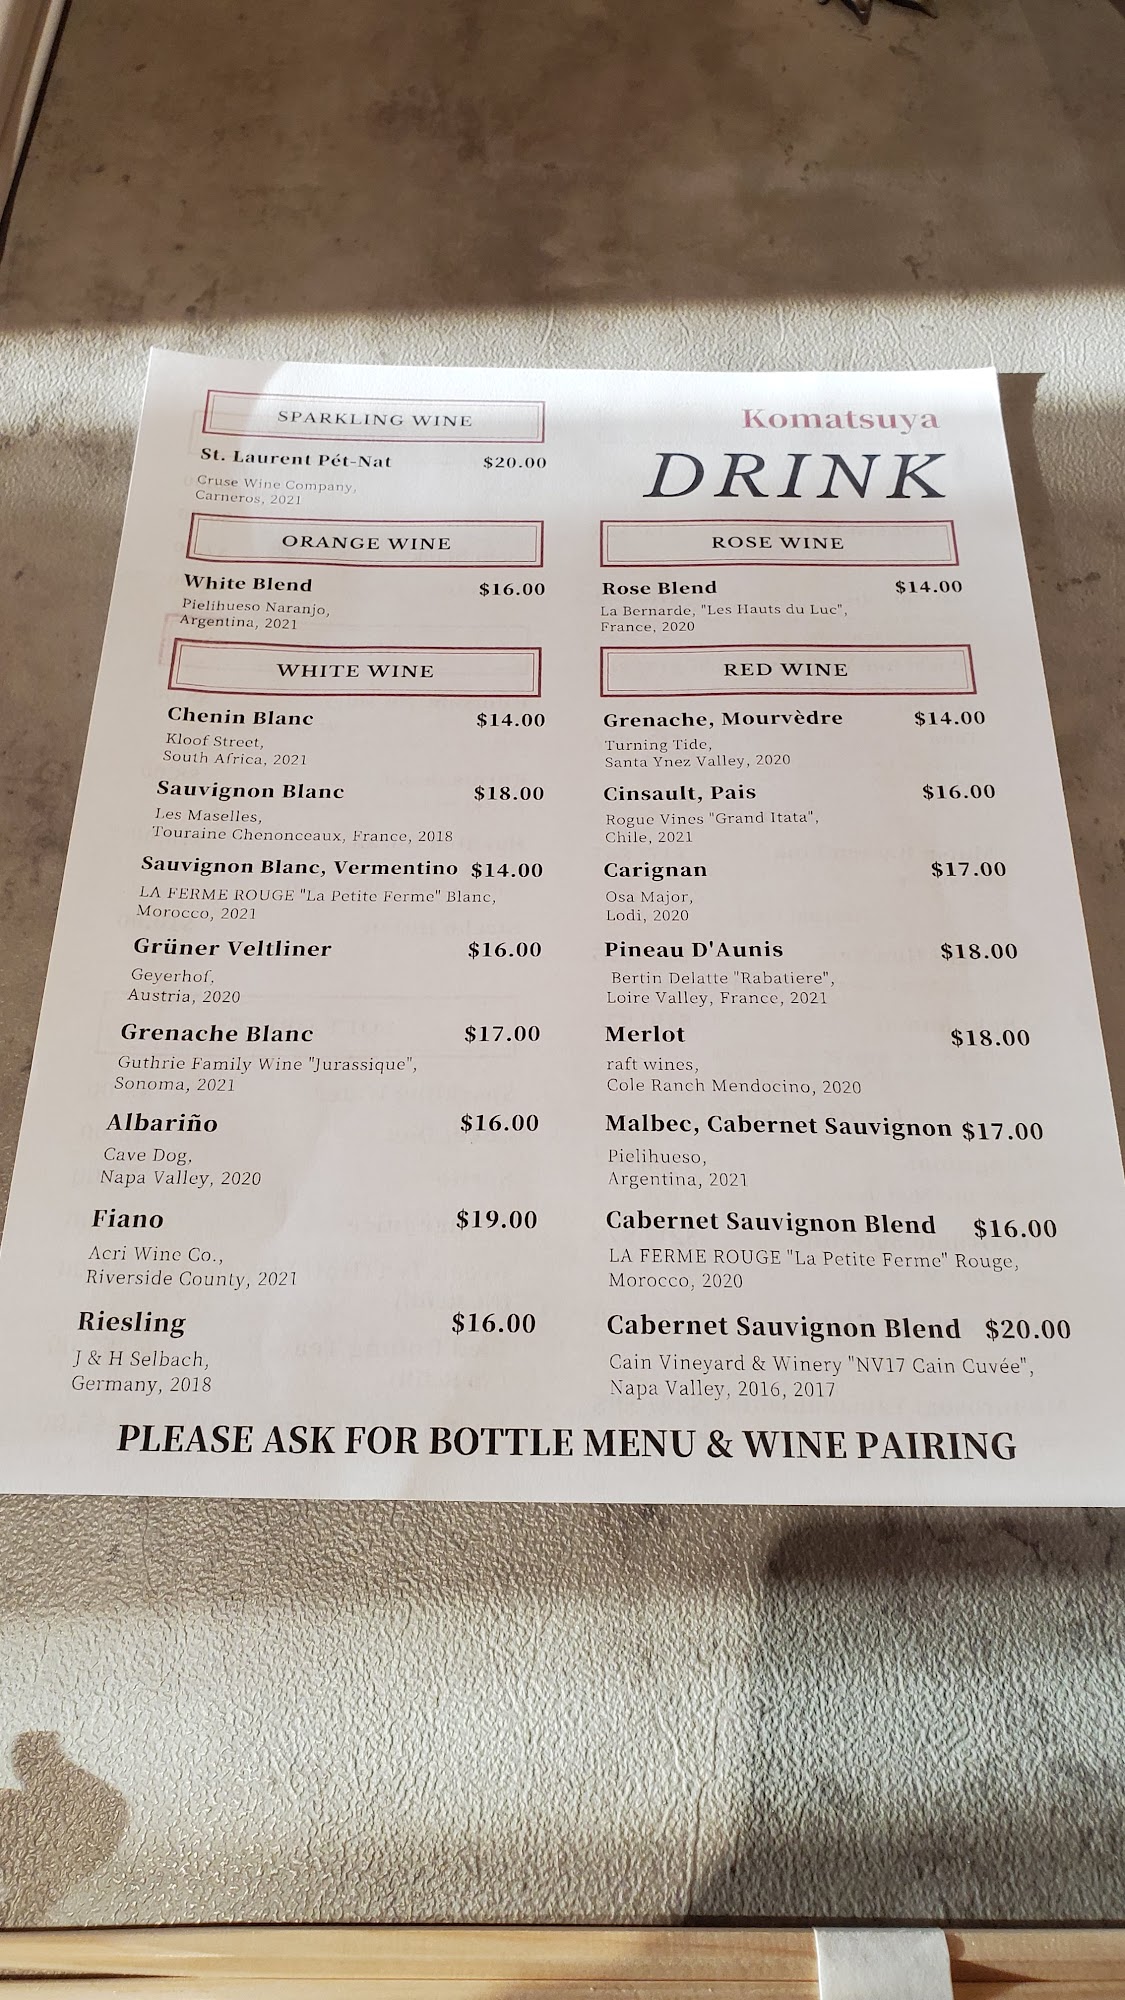 Komatsuya
DRINK
SPARKLING WINE
St. Laurent Pét-Nat $20.00
Cruse Wine Company,
Carneros, 2021
ORANGE WINE
White Blend $16.00
Pielihueso Naranjo,
Argentina, 2021
WHITE WINE
Chenin Blanc $14.00
Kloof Street,
South Africa, 2021
Sauvignon Blanc $18.00
Les Maselles,
Touraine Chenonceaux, France, 2018
Sauvignon Blanc, Vermentino $14.00
LA FERME ROUGE "La Petite Ferme" Blanc,
Morocco, 2021
Grüner Veltliner $16.00
Geyerhof,
Austria, 2020
Grenache Blanc $17.00
Guthrie Family Wine "Jurassique",
Sonoma, 2021
Albariño $16.00
Cave Dog,
Napa Valley, 2020
Fiano $19.00
Acri Wine Co.,
Riverside County, 2021
Riesling $16.00
J & H Selbach,
Germany, 2018
ROSE WINE
Rose Blend $14.00
La Bernarde, "Les Hauts du Luc",
France, 2020
RED WINE
Grenache, Mourvèdre $14.00
Turning Tide,
Santa Ynez Valley, 2020
Cinsault, Pais $16.00
Rogue Vines "Grand Itata",
Chile, 2021
Carignan $17.00
Osa Major,
Lodi, 2020
Pineau D'Aunis $18.00
Bertin Delatte "Rabatiere",
Loire Valley, France, 2021
Merlot $18.00
raft wines,
Cole Ranch Mendocino, 2020
Malbec, Cabernet Sauvignon $17.00
Pielihueso,
Argentina, 2021
Cabernet Sauvignon Blend $16.00
LA FERME ROUGE "La Petite Ferme" Rouge,
Morocco, 2020
Cabernet Sauvignon Blend $20.00
Cain Vineyard & Winery "NV17 Cain Cuvée",
Napa Valley, 2016, 2017
PLEASE ASK FOR BOTTLE MENU & WINE PAIRING